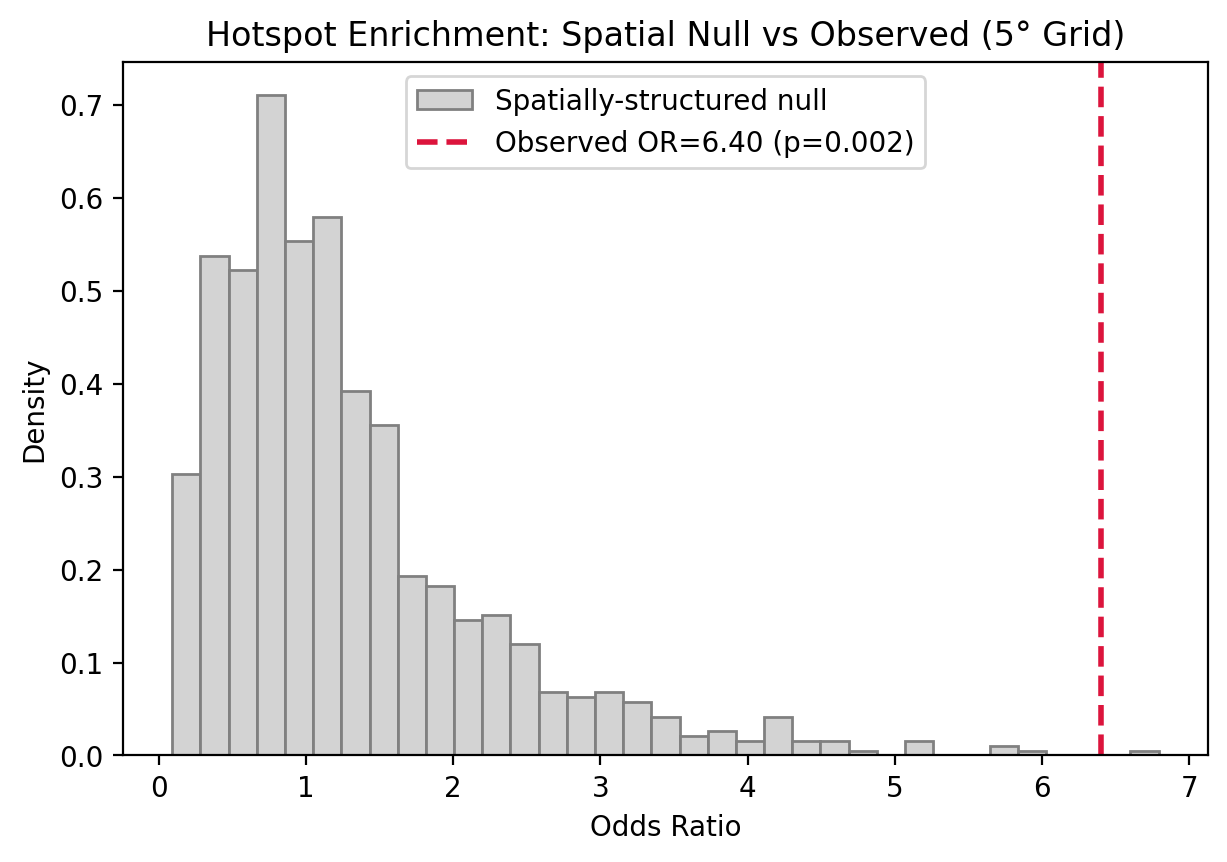 Hotspot Enrichment: Spatial Null vs Observed (5° Grid)
Spatially-structured null
Observed OR=6.40 (p=0.002)
Density
0.7
0.6
0.5
0.4
0.3
0.2
0.1
0.0
0 1 2 3 4 5 6 7
Odds Ratio